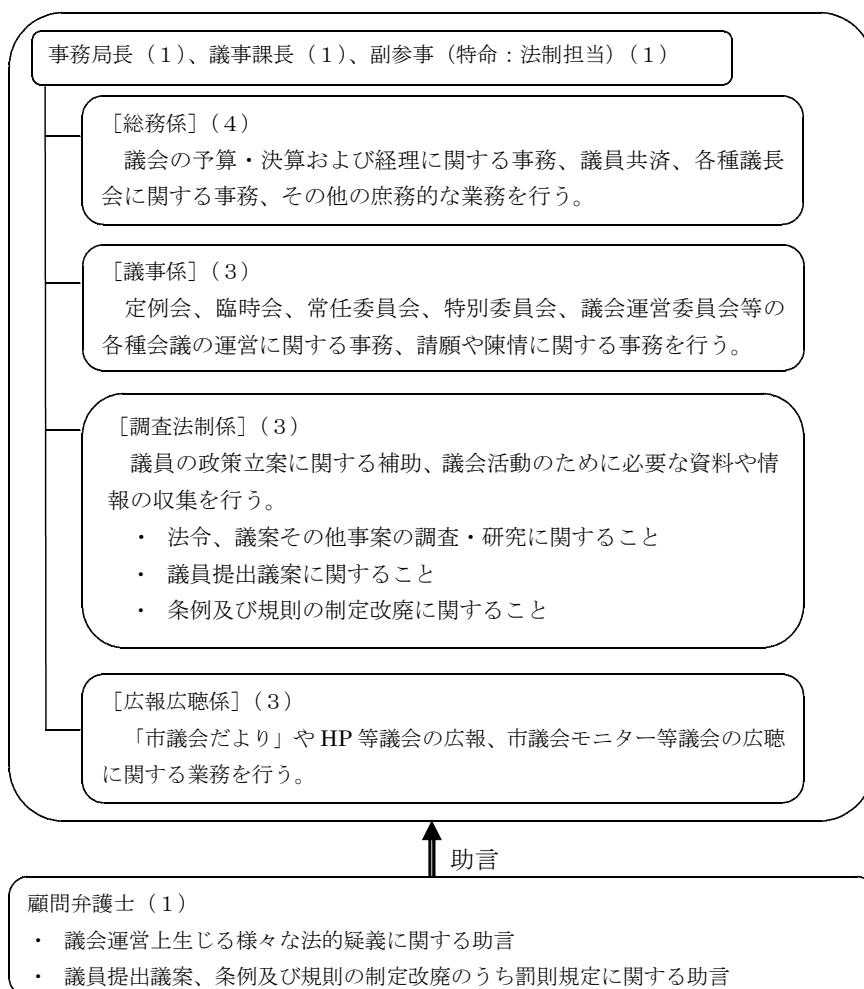 事務局長（１）、議事課長（１）、副参事（特命：法制担当）（１）
［総務係］（４）
議会の予算・決算および経理に関する事務、議員共済、各種議長
会に関する事務、その他の庶務的な業務を行う。
［議事係］（３）
定例会、臨時会、常任委員会、特別委員会、議会運営委員会等の
各種会議の運営に関する事務、請願や陳情に関する事務を行う。
［調査法制係］（３）
議員の政策立案に関する補助、議会活動のために必要な資料や情
報の収集を行う。
・ 法令、議案その他事案の調査・研究に関すること
・ 議員提出議案に関すること
・ 条例及び規則の制定改廃に関すること
［広報広聴係］（３）
「市議会だより」や HP 等議会の広報、市議会モニター等議会の広聴
に関する業務を行う。
助言
顧問弁護士（１）
・ 議会運営上生じる様々な法的疑義に関する助言
・ 議員提出議案、条例及び規則の制定改廃のうち罰則規定に関する助言